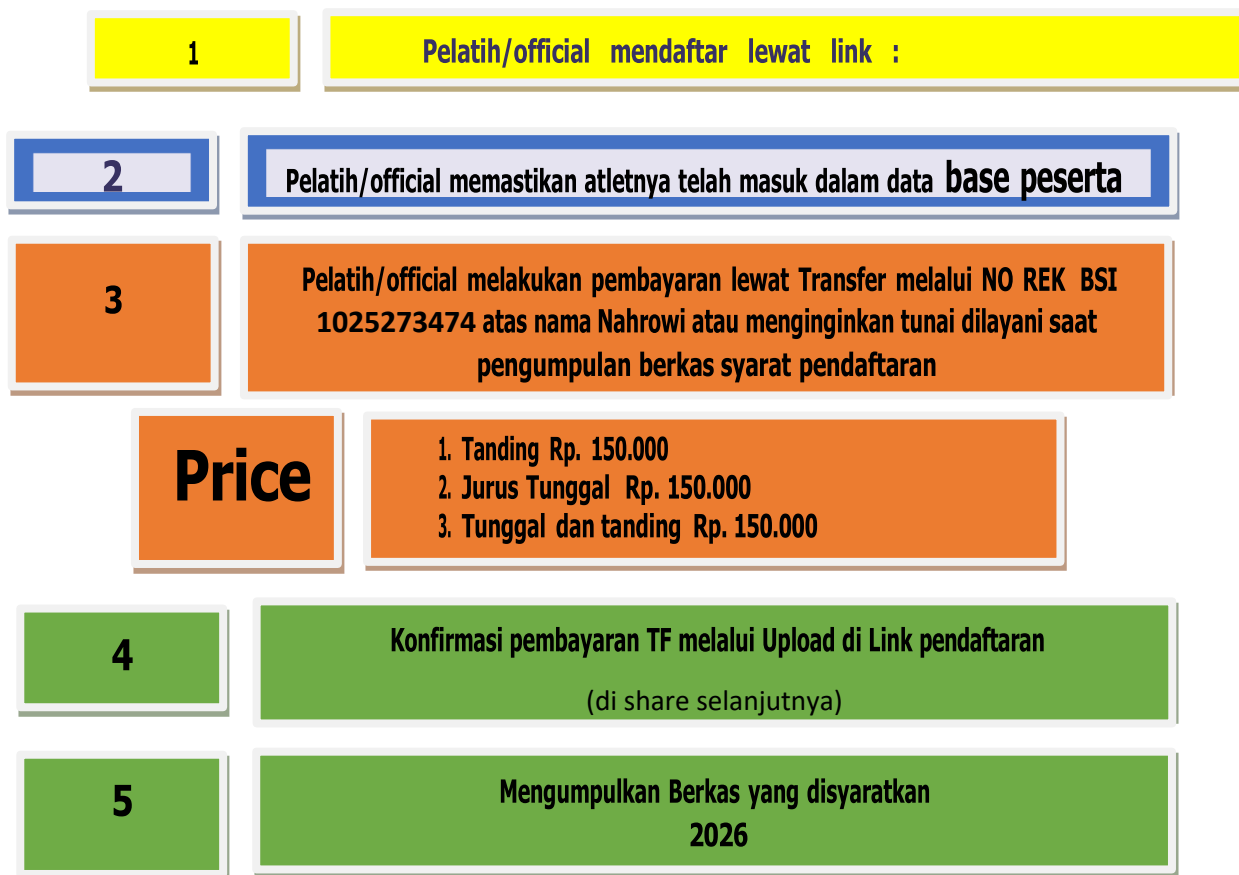 1
Pelatih/official mendaftar lewat link :
2
Pelatih/official memastikan atletnya telah masuk dalam data base peserta
3
Pelatih/official melakukan pembayaran lewat Transfer melalui NO REK BSI
1025273474 atas nama Nahrowi atau menginginkan tunai dilayani saat
pengumpulan berkas syarat pendaftaran
Price
1. Tanding Rp. 150.000
2. Jurus Tunggal Rp. 150.000
3. Tunggal dan tanding Rp. 150.000
4
Konfirmasi pembayaran TF melalui Upload di Link pendaftaran
(di share selanjutnya)
5
Mengumpulkan Berkas yang disyaratkan
2026